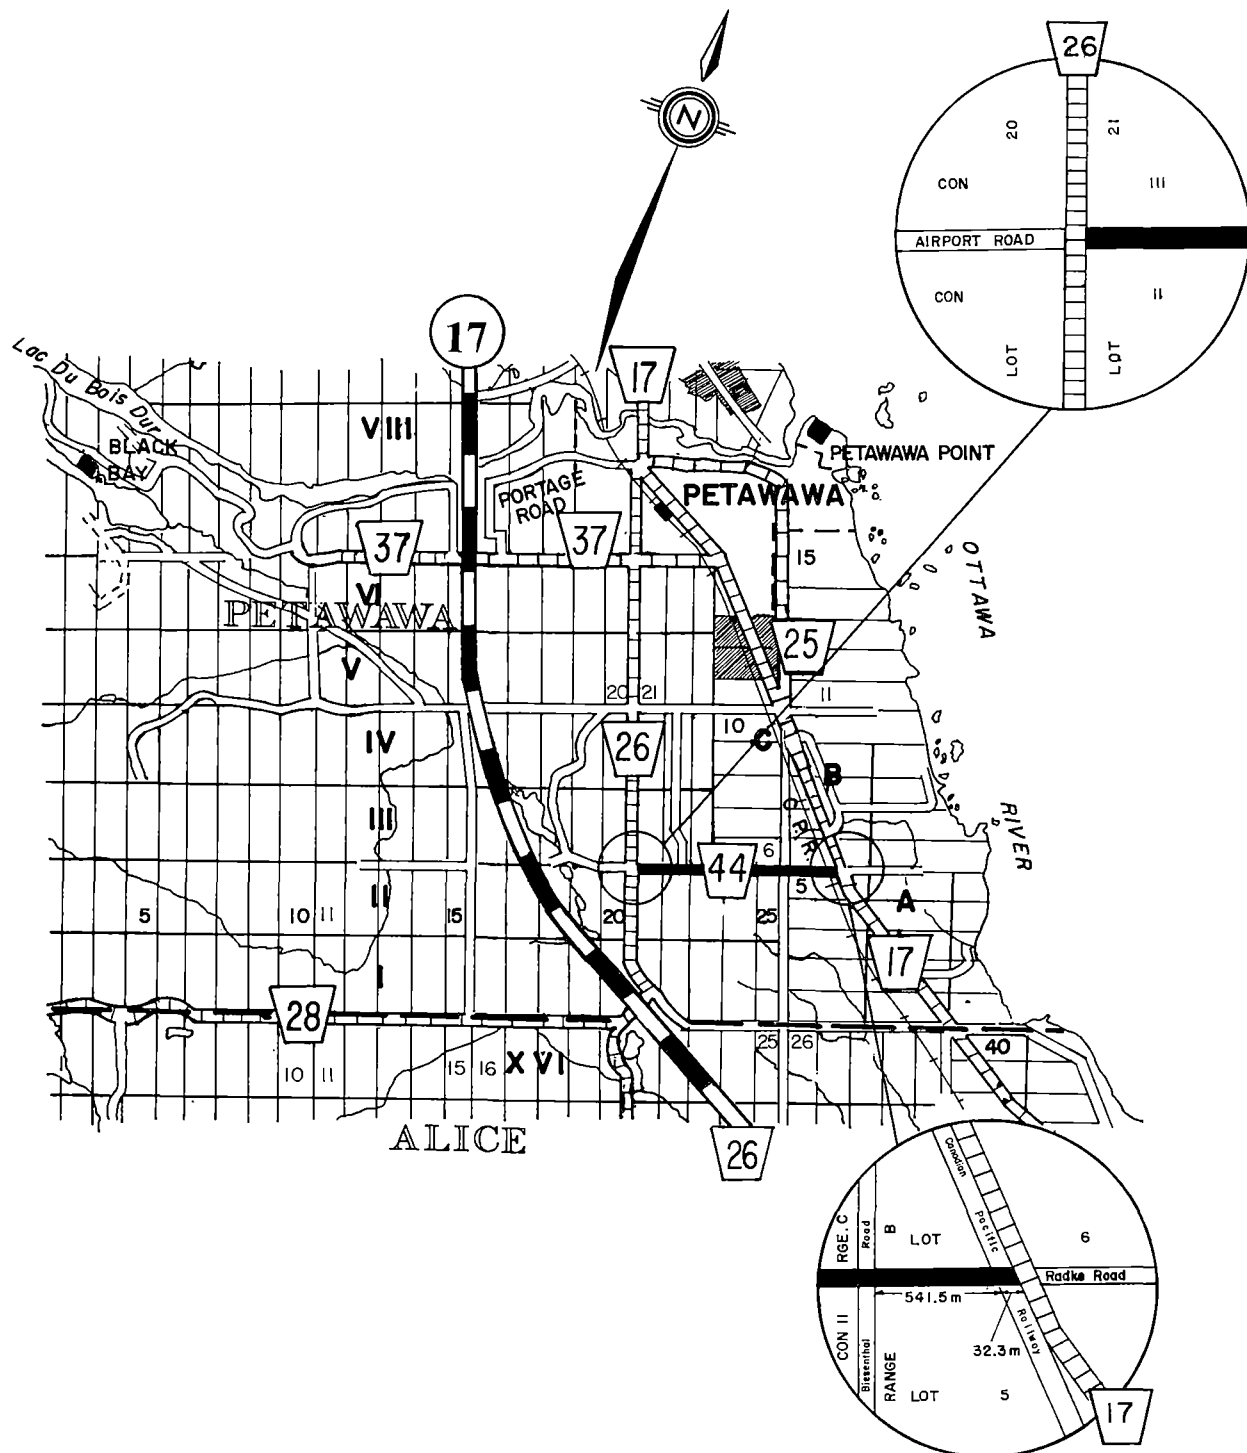 N
26
20
21
CON
III
AIRPORT ROAD
CON
II
LOT
LOT
17
17
Lac Du Bois Dur
VIII
BLACK
BAY
PETAWAWA POINT
PORTAGE
ROAD
PETAWAWA
37
37
15
OTTAWA
VI
PETAWAWA
25
V
20
21
11
10
IV
26
C
B
C.P.R.
RIVER
III
6
44
5
II
A
5
10
11
15
20
25
17
I
28
25
26
40
10
11
15
16
XVI
ALICE
26
Canadian
Pacific
Railway
RGE. C
Road
B
LOT
6
Radke Road
541.5 m
32.3 m
CON II
Biesenthal
RANGE
LOT
5
17